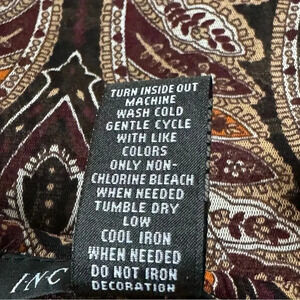 TURN INSIDE OUT
MACHINE
WASH COLD
GENTLE CYCLE
WITH LIKE
COLORS
ONLY NON-
CHLORINE BLEACH
WHEN NEEDED
TUMBLE DRY
LOW
COOL IRON
WHEN NEEDED
DO NOT IRON
DECORATION
I·N·C